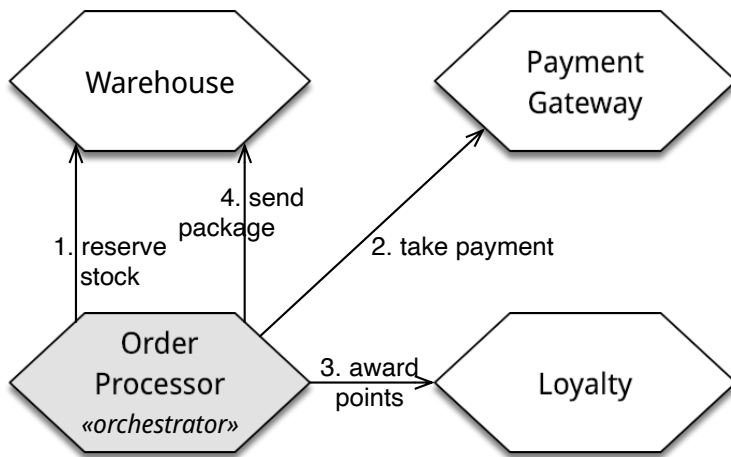 Warehouse
Payment
Gateway
4. send
package
1. reserve
stock
2. take payment
Order
Processor
«orchestrator»
3. award
points
Loyalty